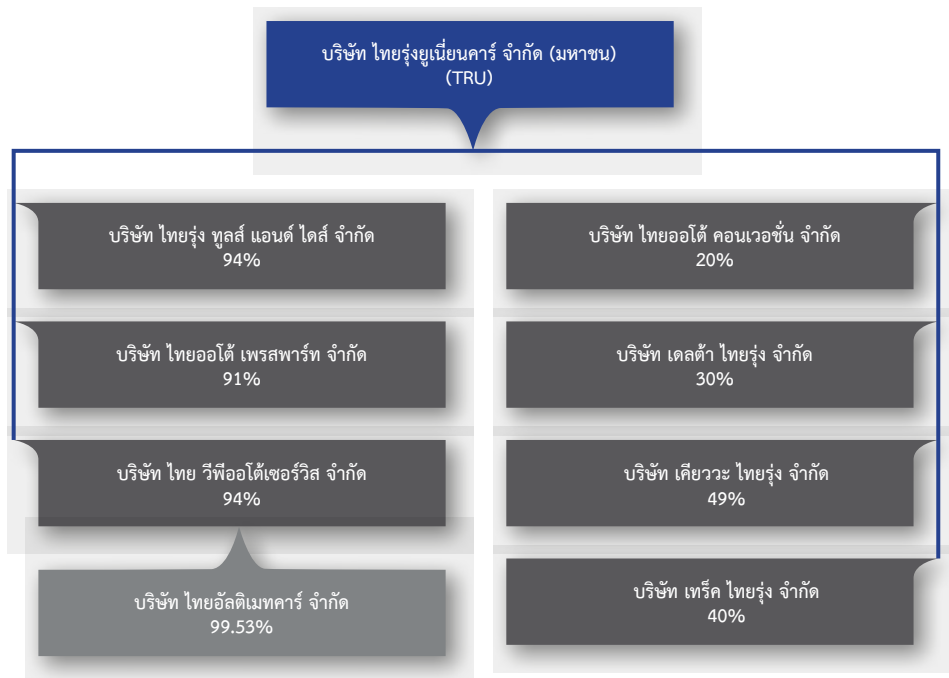 บริษัท ไทยรุ่งยูเนี่ยนคาร์ จำกัด (มหาชน)
(TRU)
บริษัท ไทยรุ่ง ทูลส์ แอนด์ ไดส์ จำกัด
94%
บริษัท ไทยออโต้ เพรสพาร์ท จำกัด
91%
บริษัท ไทย วีพีออโต้เซอร์วิส จำกัด
94%
บริษัท ไทยอัลติเมทคาร์ จำกัด
99.53%
บริษัท ไทยออโต้ คอนเวอชั่น จำกัด
20%
บริษัท เดลต้า ไทยรุ่ง จำกัด
30%
บริษัท เคียววะ ไทยรุ่ง จำกัด
49%
บริษัท เทร็ค ไทยรุ่ง จำกัด
40%